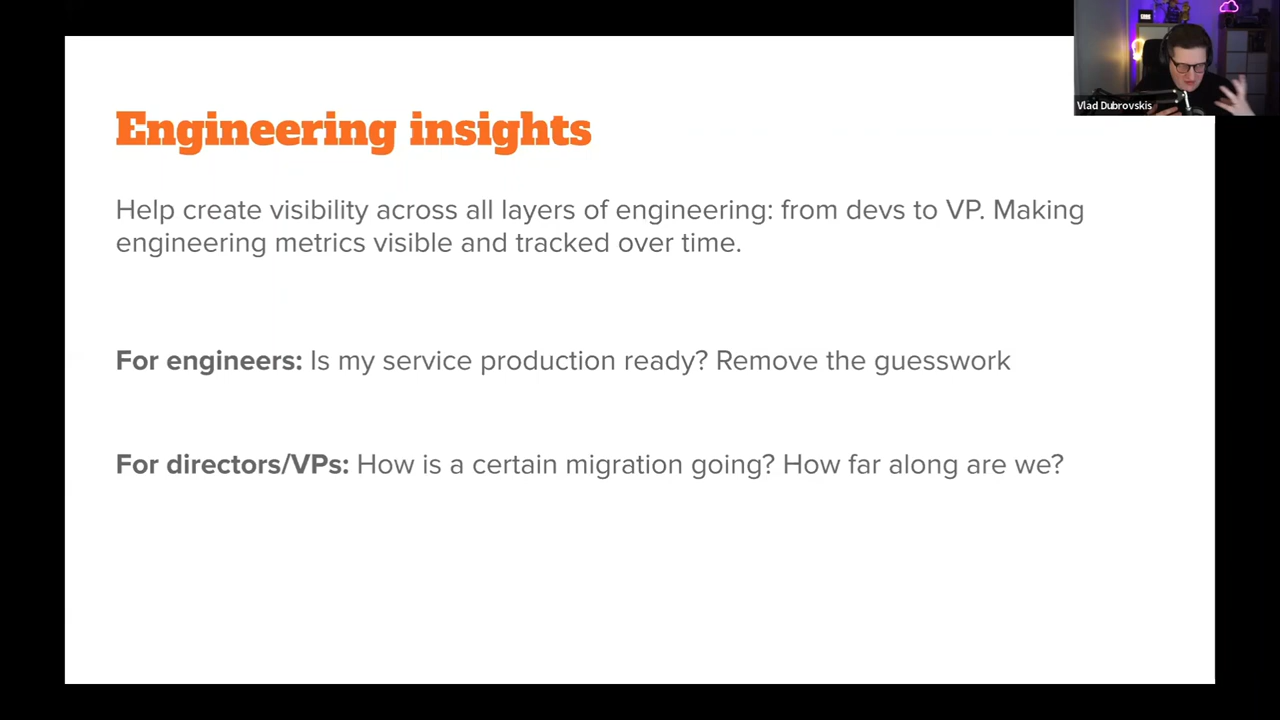 Vlad Dubrovskis
Engineering insights
Help create visibility across all layers of engineering: from devs to VP. Making
engineering metrics visible and tracked over time.
For engineers: Is my service production ready? Remove the guesswork
For directors/VPs: How is a certain migration going? How far along are we?